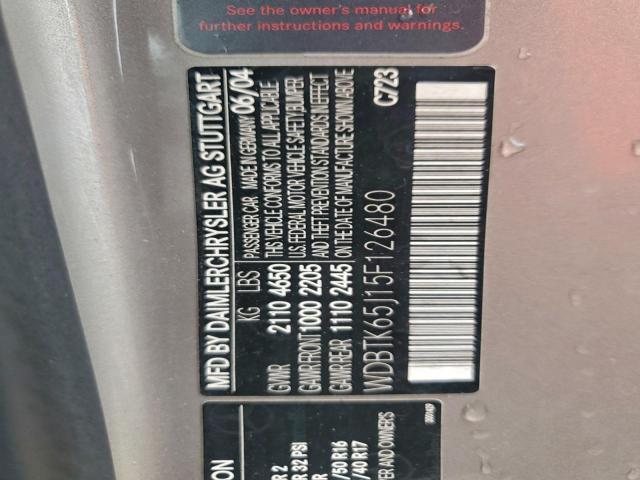 See the owner's manual for
further instructions and warnings.
MFD BY DAIMLERCHRYSLER AG STUTTGART
KG LBS PASSENGER CAR MADE IN GERMANY 06/04
GVWR 2110 4650 THIS VEHICLE CONFORMS TO ALL APPLICABLE
U.S. FEDERAL MOTOR VEHICLE SAFETY, BUMPER
GAWR FRONT 1000 2205 AND THEFT PREVENTION STANDARDS IN EFFECT
GAWR REAR 1110 2445 ON THE DATE OF MANUFACTURE SHOWN ABOVE.
WDBTK65J15F126480 C723
R 2
R 32 PSI
R
/50 R16
/40 R17
ER AND OWNER'S